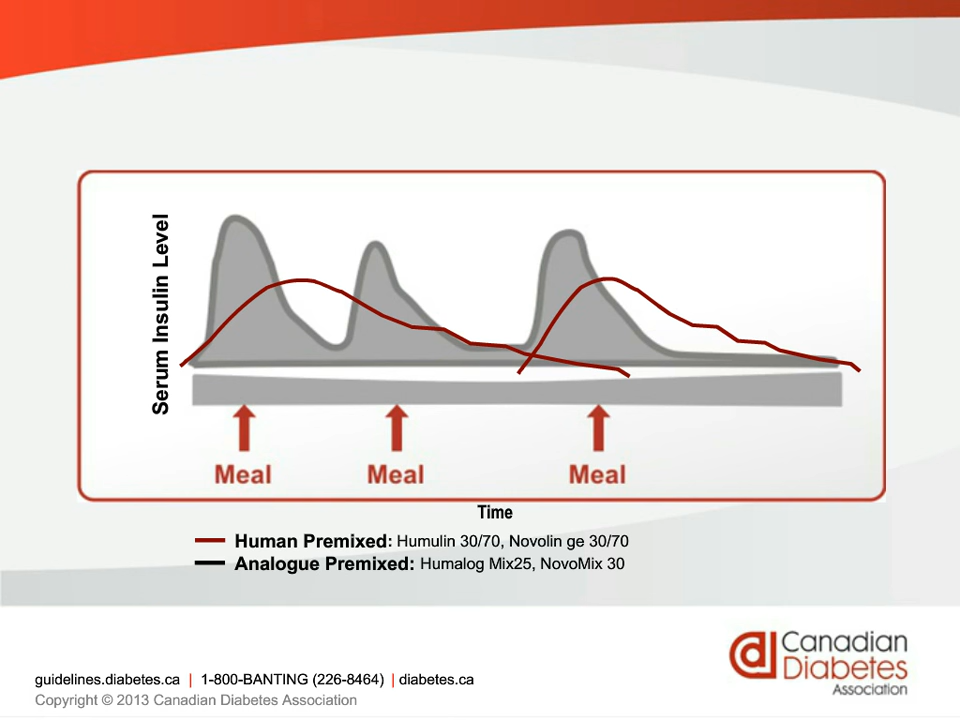 Serum Insulin Level
Meal Meal Meal
Time
Human Premixed: Humulin 30/70, Novolin ge 30/70
Analogue Premixed: Humalog Mix25, NovoMix 30
Canadian
Diabetes
Association
guidelines.diabetes.ca | 1-800-BANTING (226-8464) | diabetes.ca
Copyright © 2013 Canadian Diabetes Association